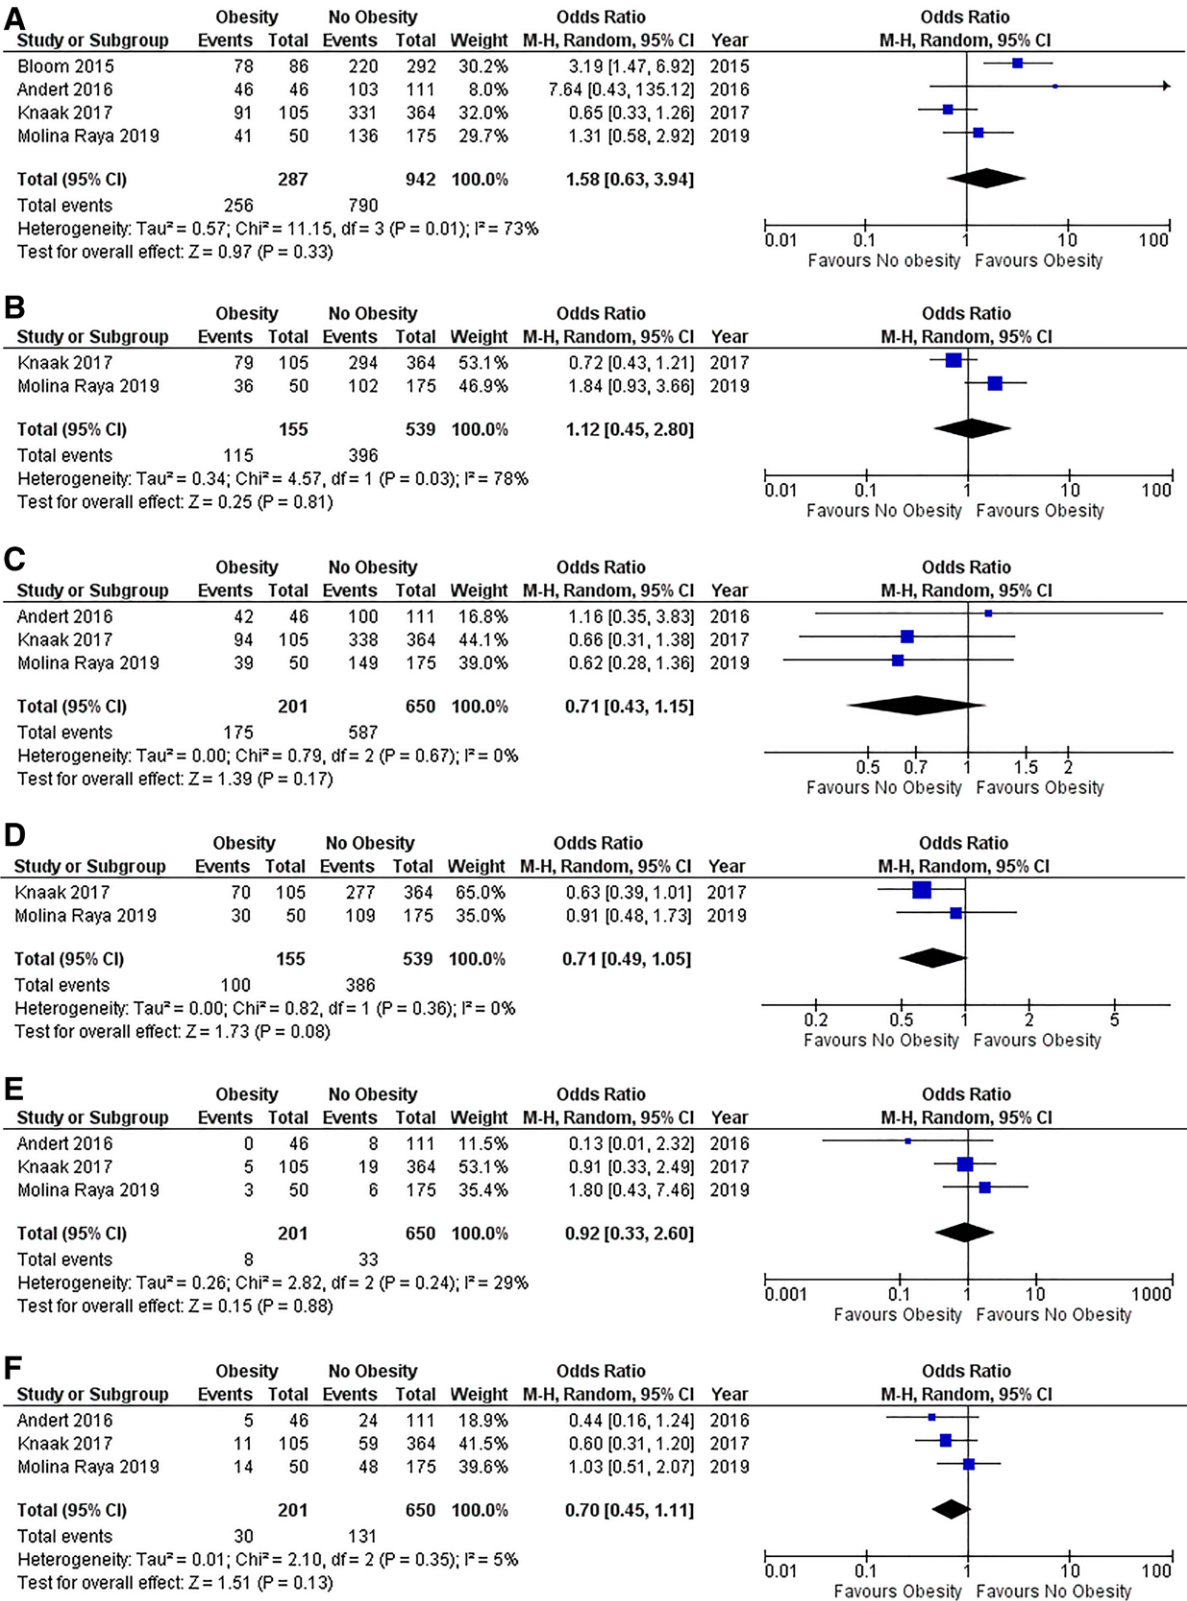 A
Obesity No Obesity Odds Ratio Odds Ratio
Study or Subgroup Events Total Events Total Weight M-H, Random, 95% CI Year M-H, Random, 95% CI
Bloom 2015 78 86 220 292 30.2% 3.19 [1.47, 6.92] 2015
Andert 2016 46 46 103 111 8.0% 7.64 [0.43, 135.12] 2016
Knaak 2017 91 105 331 364 32.0% 0.65 [0.33, 1.26] 2017
Molina Raya 2019 41 50 136 175 29.7% 1.31 [0.58, 2.92] 2019
Total (95% CI) 287 942 100.0% 1.58 [0.63, 3.94]
Total events 256 790
Heterogeneity: Tau² = 0.57; Chi² = 11.15, df = 3 (P = 0.01); I² = 73%
Test for overall effect: Z = 0.97 (P = 0.33)
0.01 0.1 1 10 100
Favours No obesity Favours Obesity
B
Obesity No Obesity Odds Ratio Odds Ratio
Study or Subgroup Events Total Events Total Weight M-H, Random, 95% CI Year M-H, Random, 95% CI
Knaak 2017 79 105 294 364 53.1% 0.72 [0.43, 1.21] 2017
Molina Raya 2019 36 50 102 175 46.9% 1.84 [0.93, 3.66] 2019
Total (95% CI) 155 539 100.0% 1.12 [0.45, 2.80]
Total events 115 396
Heterogeneity: Tau² = 0.34; Chi² = 4.57, df = 1 (P = 0.03); I² = 78%
Test for overall effect: Z = 0.25 (P = 0.81)
0.01 0.1 1 10 100
Favours No Obesity Favours Obesity
C
Obesity No Obesity Odds Ratio Odds Ratio
Study or Subgroup Events Total Events Total Weight M-H, Random, 95% CI Year M-H, Random, 95% CI
Andert 2016 42 46 100 111 16.8% 1.16 [0.35, 3.83] 2016
Knaak 2017 94 105 338 364 44.1% 0.66 [0.31, 1.38] 2017
Molina Raya 2019 39 50 149 175 39.0% 0.62 [0.28, 1.36] 2019
Total (95% CI) 201 650 100.0% 0.71 [0.43, 1.15]
Total events 175 587
Heterogeneity: Tau² = 0.00; Chi² = 0.79, df = 2 (P = 0.67); I² = 0%
Test for overall effect: Z = 1.39 (P = 0.17)
0.5 0.7 1 1.5 2
Favours No Obesity Favours Obesity
D
Obesity No Obesity Odds Ratio Odds Ratio
Study or Subgroup Events Total Events Total Weight M-H, Random, 95% CI Year M-H, Random, 95% CI
Knaak 2017 70 105 277 364 65.0% 0.63 [0.39, 1.01] 2017
Molina Raya 2019 30 50 109 175 35.0% 0.91 [0.48, 1.73] 2019
Total (95% CI) 155 539 100.0% 0.71 [0.49, 1.05]
Total events 100 386
Heterogeneity: Tau² = 0.00; Chi² = 0.82, df = 1 (P = 0.36); I² = 0%
Test for overall effect: Z = 1.73 (P = 0.08)
0.2 0.5 1 2 5
Favours No Obesity Favours Obesity
E
Obesity No Obesity Odds Ratio Odds Ratio
Study or Subgroup Events Total Events Total Weight M-H, Random, 95% CI Year M-H, Random, 95% CI
Andert 2016 0 46 8 111 11.5% 0.13 [0.01, 2.32] 2016
Knaak 2017 5 105 19 364 53.1% 0.91 [0.33, 2.49] 2017
Molina Raya 2019 3 50 6 175 35.4% 1.80 [0.43, 7.46] 2019
Total (95% CI) 201 650 100.0% 0.92 [0.33, 2.60]
Total events 8 33
Heterogeneity: Tau² = 0.26; Chi² = 2.82, df = 2 (P = 0.24); I² = 29%
Test for overall effect: Z = 0.15 (P = 0.88)
0.001 0.1 1 10 1000
Favours Obesity Favours No Obesity
F
Obesity No Obesity Odds Ratio Odds Ratio
Study or Subgroup Events Total Events Total Weight M-H, Random, 95% CI Year M-H, Random, 95% CI
Andert 2016 5 46 24 111 18.9% 0.44 [0.16, 1.24] 2016
Knaak 2017 11 105 59 364 41.5% 0.60 [0.31, 1.20] 2017
Molina Raya 2019 14 50 48 175 39.6% 1.03 [0.51, 2.07] 2019
Total (95% CI) 201 650 100.0% 0.70 [0.45, 1.11]
Total events 30 131
Heterogeneity: Tau² = 0.01; Chi² = 2.10, df = 2 (P = 0.35); I² = 5%
Test for overall effect: Z = 1.51 (P = 0.13)
0.01 0.1 1 10 100
Favours Obesity Favours No Obesity